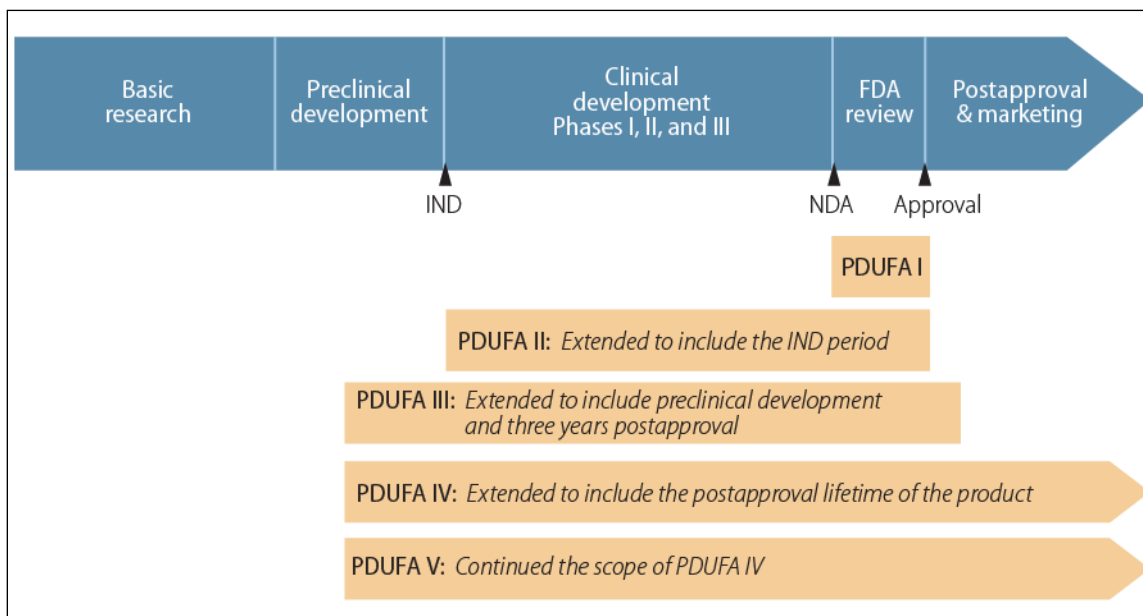 Basic
research
Preclinical
development
Clinical
development
Phases I, II, and III
FDA
review
Postapproval
& marketing
IND
NDA
Approval
PDUFA I
PDUFA II: Extended to include the IND period
PDUFA III: Extended to include preclinical development
and three years postapproval
PDUFA IV: Extended to include the postapproval lifetime of the product
PDUFA V: Continued the scope of PDUFA IV